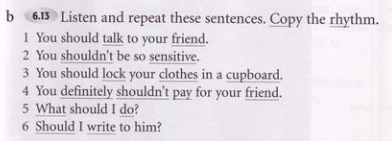 b 6.13 Listen and repeat these sentences. Copy the rhythm.
1 You should talk to your friend.
2 You shouldn't be so sensitive.
3 You should lock your clothes in a cupboard.
4 You definitely shouldn't pay for your friend.
5 What should I do?
6 Should I write to him?